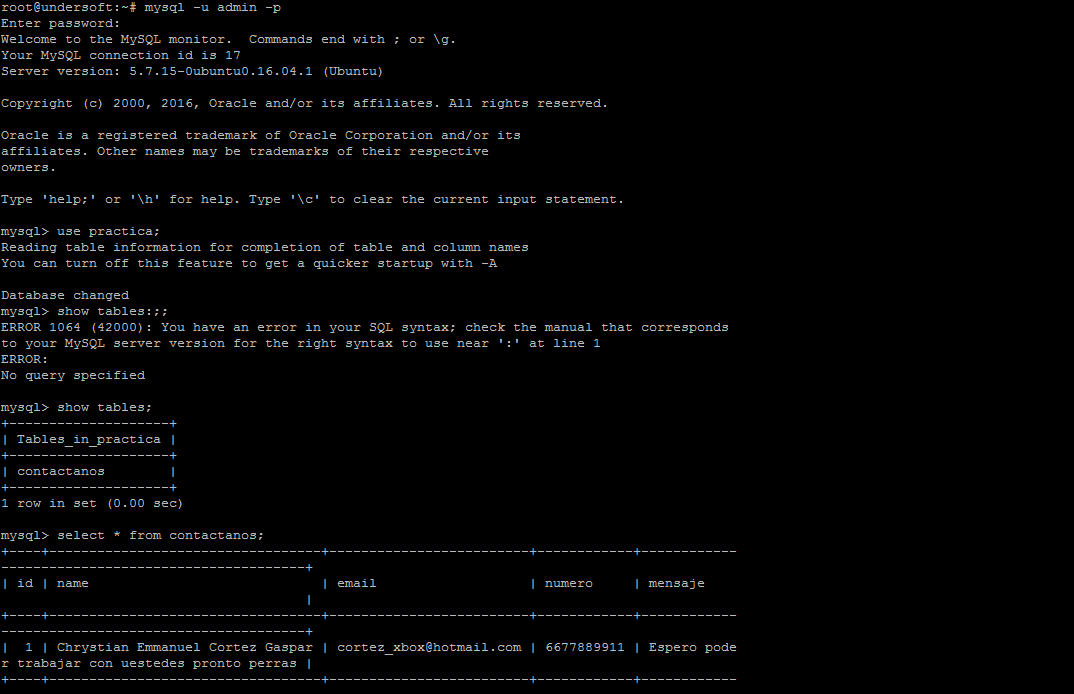 root@undersoft:~# mysql -u admin -p
Enter password:
Welcome to the MySQL monitor.  Commands end with ; or \g.
Your MySQL connection id is 17
Server version: 5.7.15-0ubuntu0.16.04.1 (Ubuntu)

Copyright (c) 2000, 2016, Oracle and/or its affiliates. All rights reserved.

Oracle is a registered trademark of Oracle Corporation and/or its
affiliates. Other names may be trademarks of their respective
owners.

Type 'help;' or '\h' for help. Type '\c' to clear the current input statement.

mysql> use practica;
Reading table information for completion of table and column names
You can turn off this feature to get a quicker startup with -A

Database changed
mysql> show tables:;;
ERROR 1064 (42000): You have an error in your SQL syntax; check the manual that corresponds
to your MySQL server version for the right syntax to use near ':' at line 1
ERROR:
No query specified

mysql> show tables;
+--------------------+
| Tables_in_practica |
+--------------------+
| contactanos        |
+--------------------+
1 row in set (0.00 sec)

mysql> select * from contactanos;
+----+----------------------------------+-------------------------+------------+------------
--------------------------------------+
| id | name                             | email                   | numero     | mensaje
                                      |
+----+----------------------------------+-------------------------+------------+------------
--------------------------------------+
|  1 | Chrystian Emmanuel Cortez Gaspar | cortez_xbox@hotmail.com | 6677889911 | Espero pode
r trabajar con uestedes pronto perras |
+----+----------------------------------+-------------------------+------------+------------